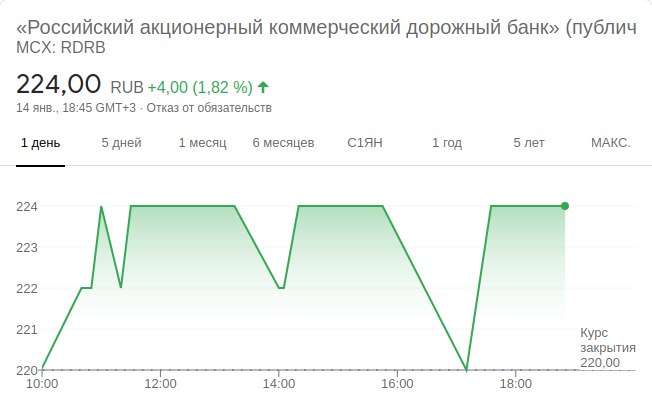 «Российский акционерный коммерческий дорожный банк» (публич
MCX: RDRB
224,00 RUB +4,00 (1,82 %)
14 янв., 18:45 GMT+3 · Отказ от обязательств
1 день 5 дней 1 месяц 6 месяцев С1ЯН 1 год 5 лет МАКС.
224
223
222
221
Курс
закрытия
220,00
220
10:00 12:00 14:00 16:00 18:00